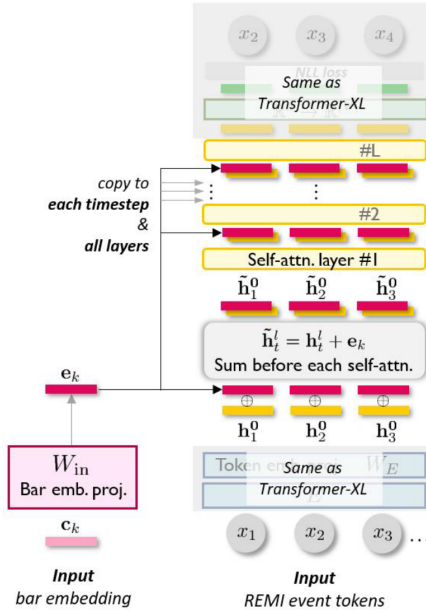 x₂ x₃ x₄
NLL loss
Same as
Transformer-XL
#L
copy to
each timestep
&
all layers
⋮ ⋮
#2
Self-attn. layer #1
h̃₁⁰ h̃₂⁰ h̃₃⁰
h̃ₜˡ = hₜˡ + eₖ
Sum before each self-attn.
eₖ
⊕ ⊕ ⊕
h₁⁰ h₂⁰ h₃⁰
W_in
Bar emb. proj.
Token W_E
Same as
Transformer-XL
cₖ
x₁ x₂ x₃ ...
Input
bar embedding
Input
REMI event tokens